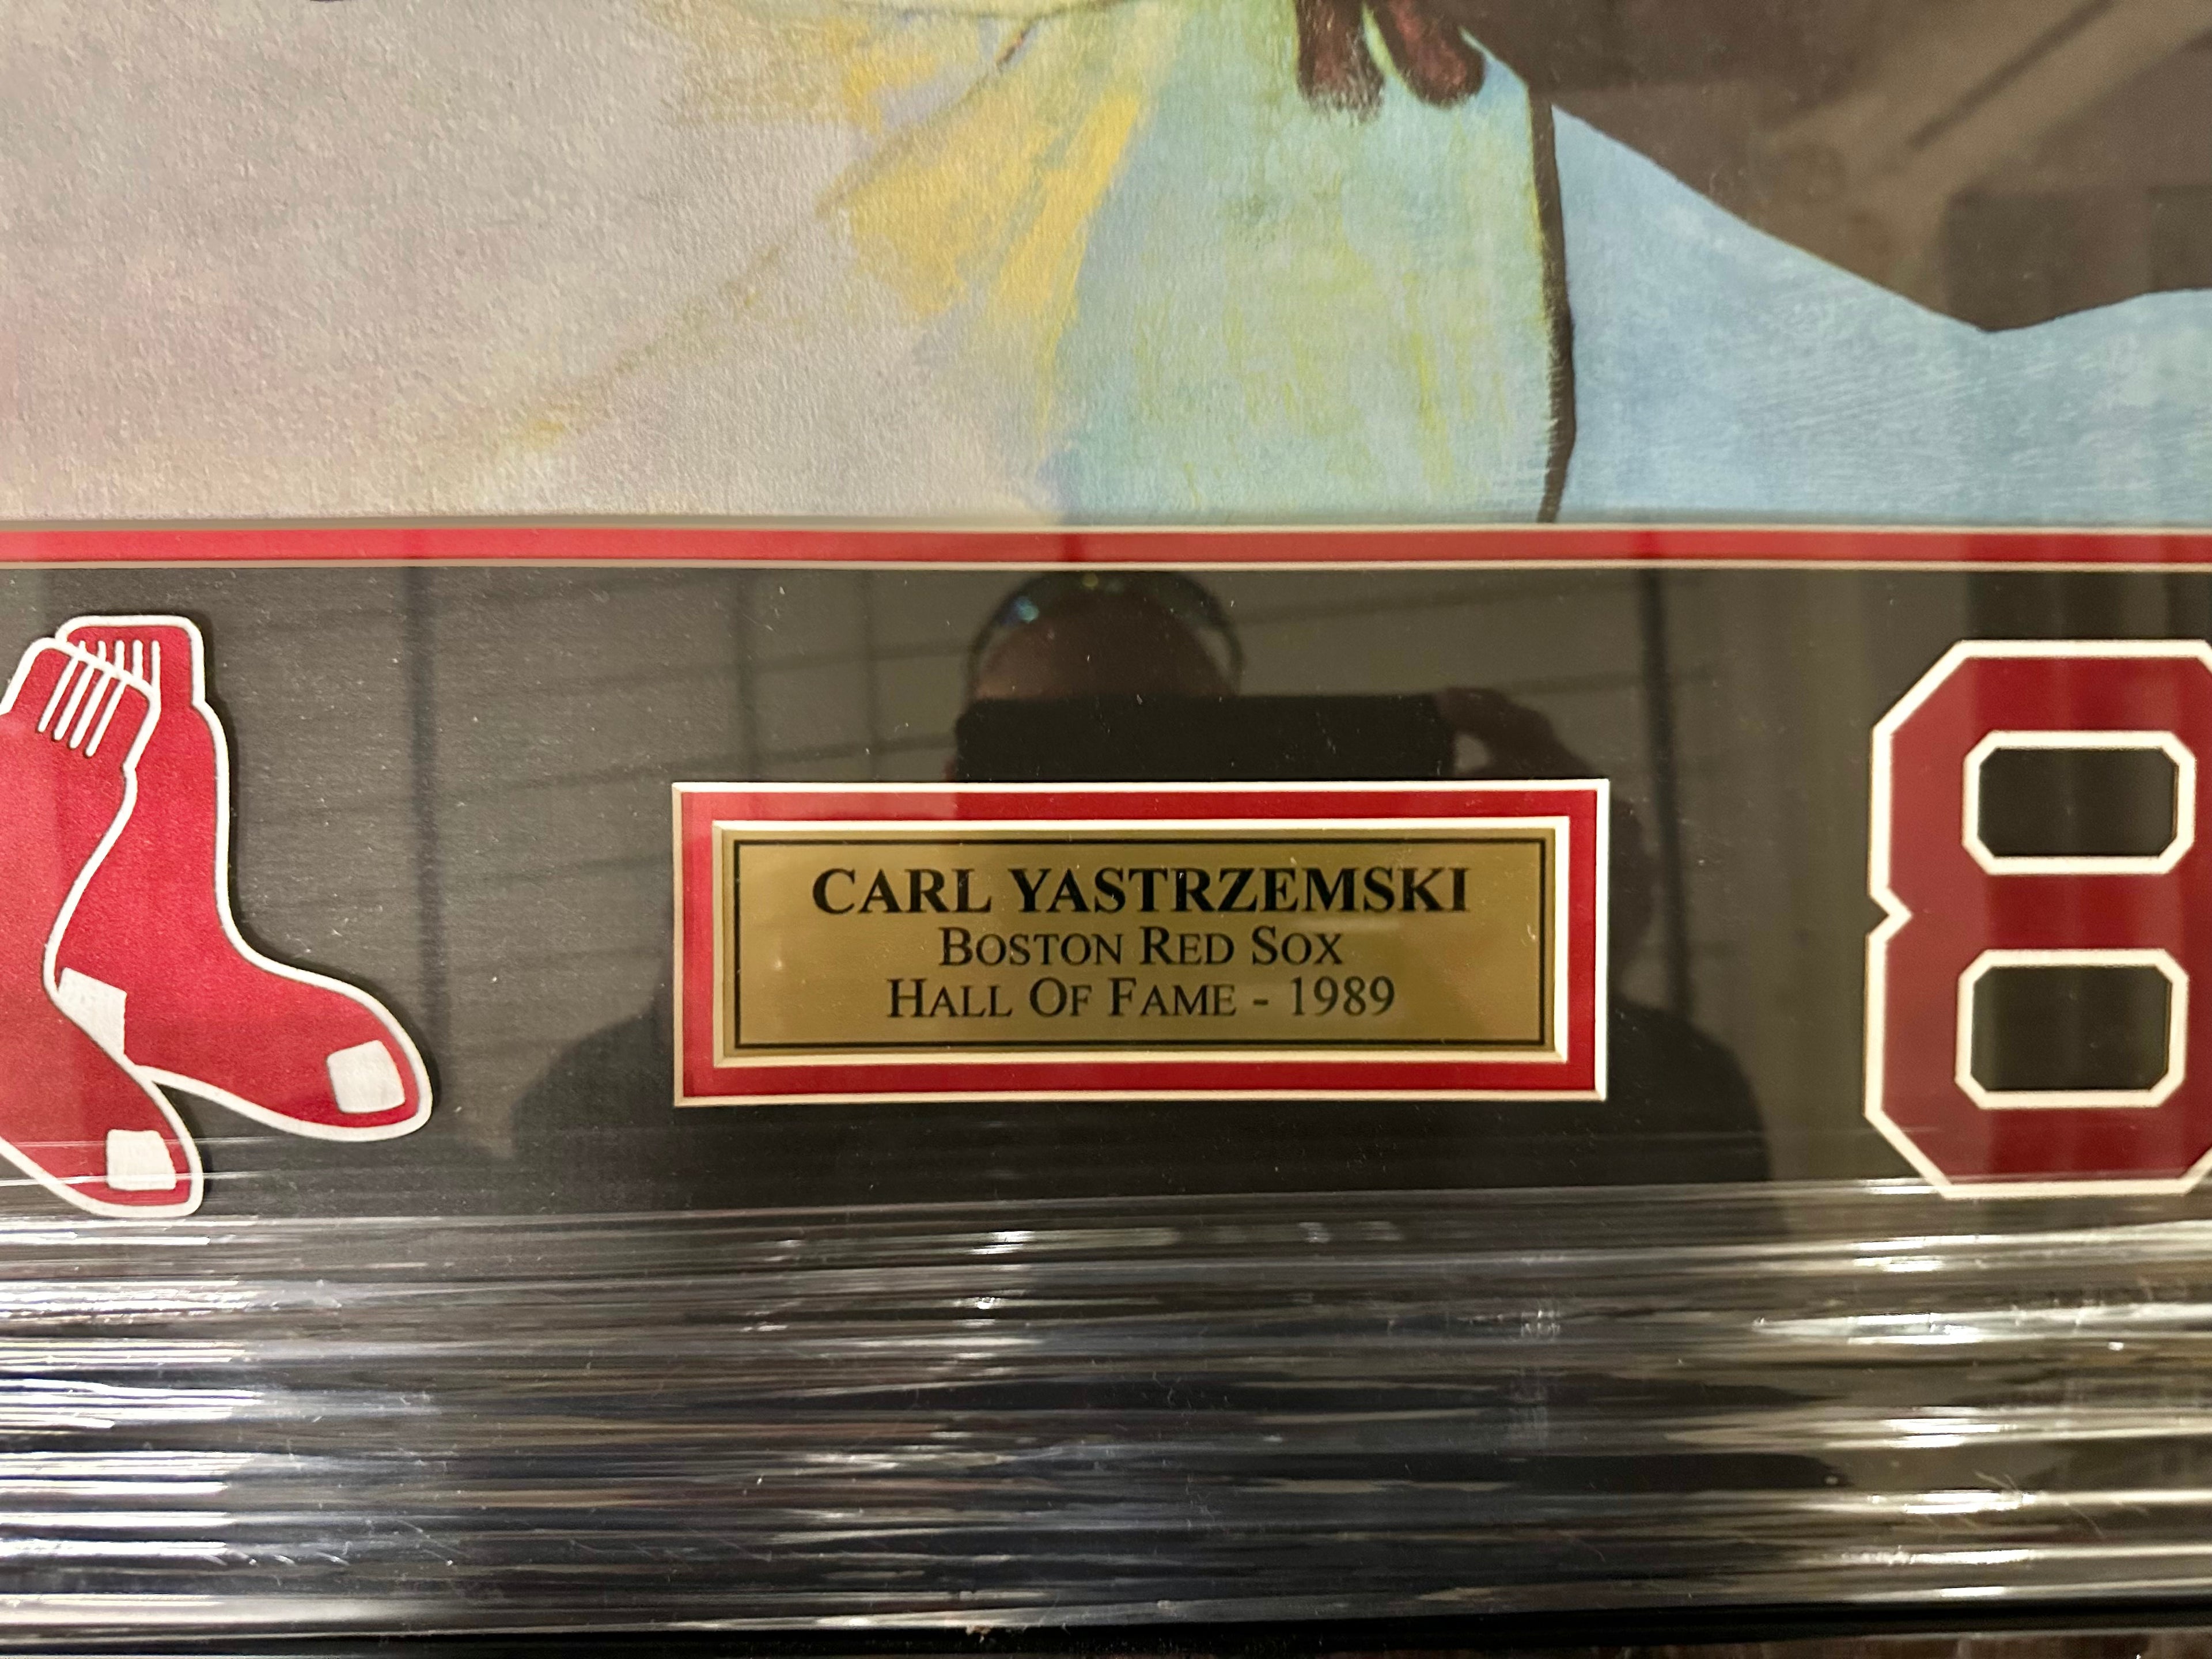 CARL YASTRZEMSKI
BOSTON RED SOX
HALL OF FAME - 1989
8